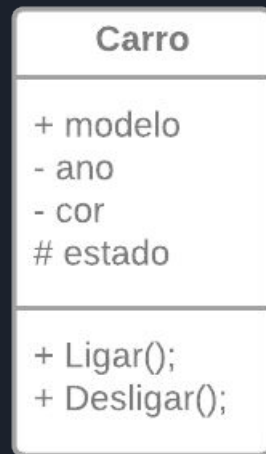 Carro
+ modelo
- ano
- cor
# estado
+ Ligar();
+ Desligar();